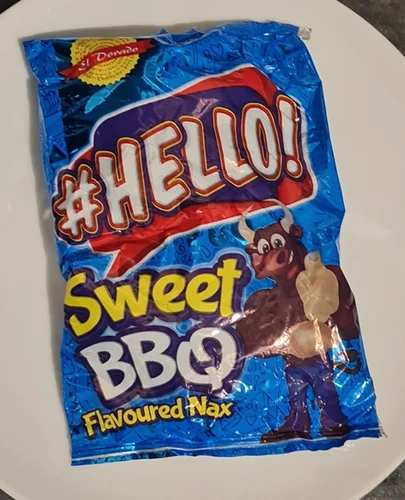 El Dorado
#HELLO!
Sweet
BBQ
Flavoured Nax